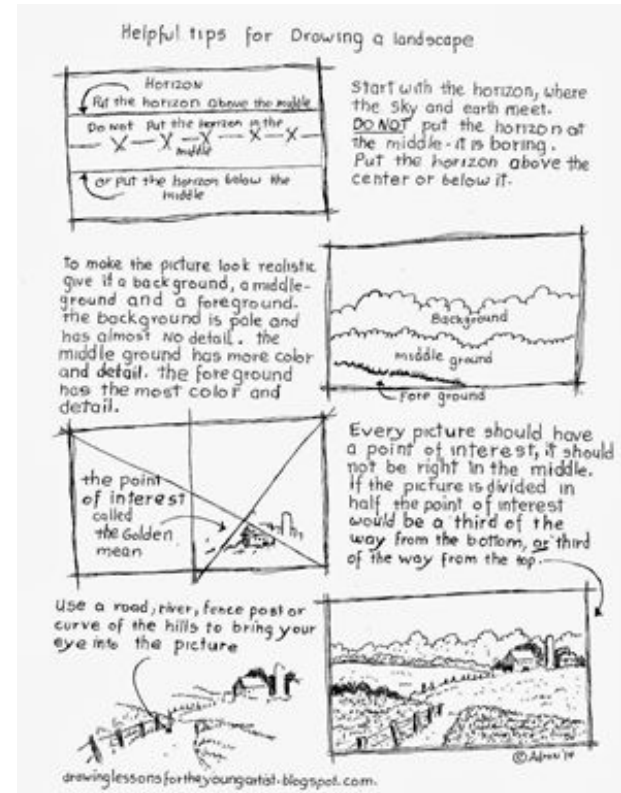 Helpful tips for Drawing a landscape
Horizon
Put the horizon above the middle
Do Not Put the horizon in the
middle
or put the horizon below the
middle
Start with the horizon, where
the sky and earth meet.
DO NOT put the horizon at
the middle - it is boring.
Put the horizon above the
center or below it.
To make the picture look realistic
give it a background, a middle-
ground and a foreground.
the background is pale and
has almost no detail. the
middle ground has more color
and detail. the foreground
has the most color and
detail.
Background
middle ground
Fore ground
the point
of interest
called
the Golden
mean
Every picture should have
a point of interest, it should
not be right in the middle.
If the picture is divided in
half the point of interest
would be a third of the
way from the bottom, or third
of the way from the top.
Use a road, river, fence post or
curve of the hills to bring your
eye into the picture
drawinglessonsfortheyoungartist.blogspot.com.
© Adron '14